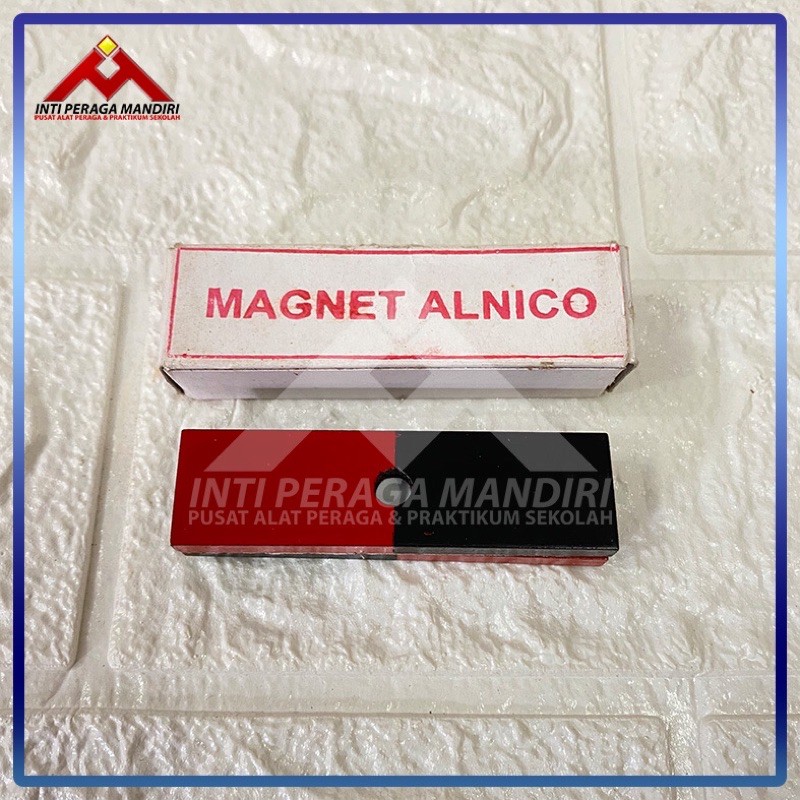 INTI PERAGA MANDIRI
PUSAT ALAT PERAGA & PRAKTIKUM SEKOLAH
MAGNET ALNICO
INTI PERAGA MANDIRI
PUSAT ALAT PERAGA & PRAKTIKUM SEKOLAH